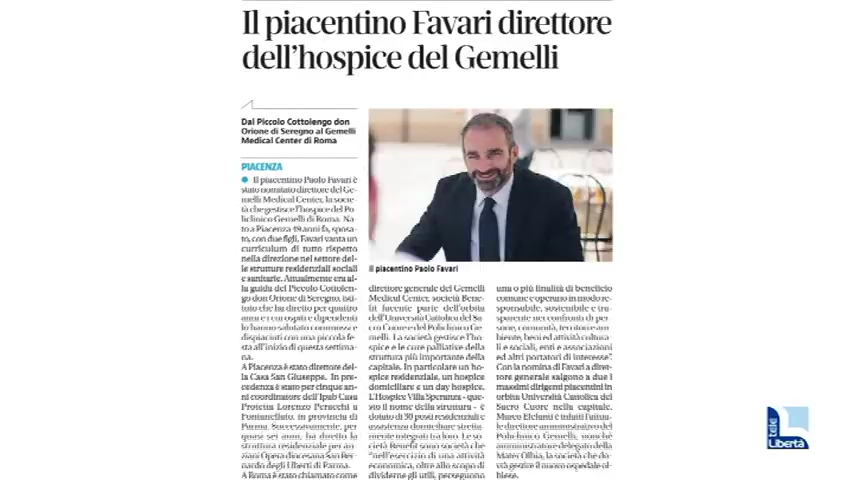 Il piacentino Favari direttore
dell'hospice del Gemelli
Dal Piccolo Cottolengo don
Orione di Seregno al Gemelli
Medical Center di Roma
PIACENZA
● Il piacentino Paolo Favari è
stato nomitato direttore del Ge-
melli Medical Center, la socie-
tà che gestisce l'hospice del Po-
liclinico Gemelli di Roma. Na-
to a Piacenza 49 anni fa, sposa-
to, con due figli, Favari vanta un
curriculum di tutto rispetto
nella direzione nel settore del-
le strutture residenziali sociali
e sanitarie. Attualmente era al-
la guida del Piccolo Cottolen-
go don Orione di Seregno, isti-
tuto che ha diretto per quattro
anni e i cui ospiti e dipendenti
lo hanno salutato commossi e
dispiaciuti con una piccola fe-
sta all'inizio di questa settima-
na.
A Piacenza è stato direttore del-
la Casa San Giuseppe. In pre-
cedenza è stato per cinque an-
ni coordinatore dell'Ipab Casa
Protetta Lorenzo Peracchi a
Fontanellato, in provincia di
Parma. Successivamente, per
quasi sei anni, ha diretto la
struttura residenziale per an-
ziani Opera diocesana San Ber-
nardo degli Uberti di Parma.
A Roma è stato chiamato come
Il piacentino Paolo Favari
direttore generale del Gemelli
Medical Center, società Bene-
fit facente parte dell'orbita
dell'Università Cattolica del Sa-
cro Cuore e del Policlinico Ge-
melli. La società gestisce l'ho-
spice e le cure palliative della
struttura più importante della
capitale. In particolare un ho-
spice residenziale, un hospice
domiciliare e un day hospice.
L'Hospice Villa Speranza - que-
sto il nome della struttura - è
dotato di 30 posti residenziali e
assistenza domiciliare stretta-
mente integrati tra loro. Le so-
cietà Benefit sono società che
"nell'esercizio di una attività
economica, oltre allo scopo di
dividerne gli utili, perseguono
una o più finalità di beneficio
comune e operano in modo re-
sponsabile, sostenibile e tra-
sparente nei confronti di per-
sone, comunità, territori e am-
biente, beni ed attività cultura-
li e sociali, enti e associazioni
ed altri portatori di interesse".
Con la nomina di Favari a diret-
tore generale salgono a due i
massimi dirigenti piacentini in
orbita Università Cattolica del
Sacro Cuore nella capitale.
Marco Elefanti è infatti l'attua-
le direttore amministrativo del
Policlinico Gemelli, nonché
amministratore delegato della
Mater Olbia, la società che do-
vrà gestire il nuovo ospedale ol-
biese.
tele
Libertà